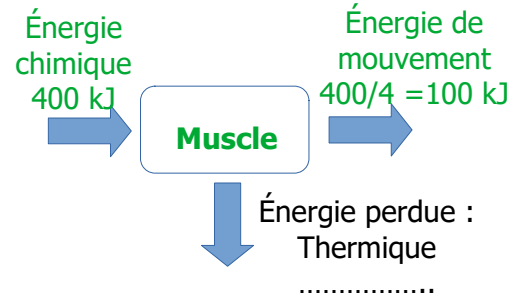 Énergie
chimique
400 kJ
Muscle
Énergie de
mouvement
400/4 =100 kJ
Énergie perdue :
Thermique
……………..